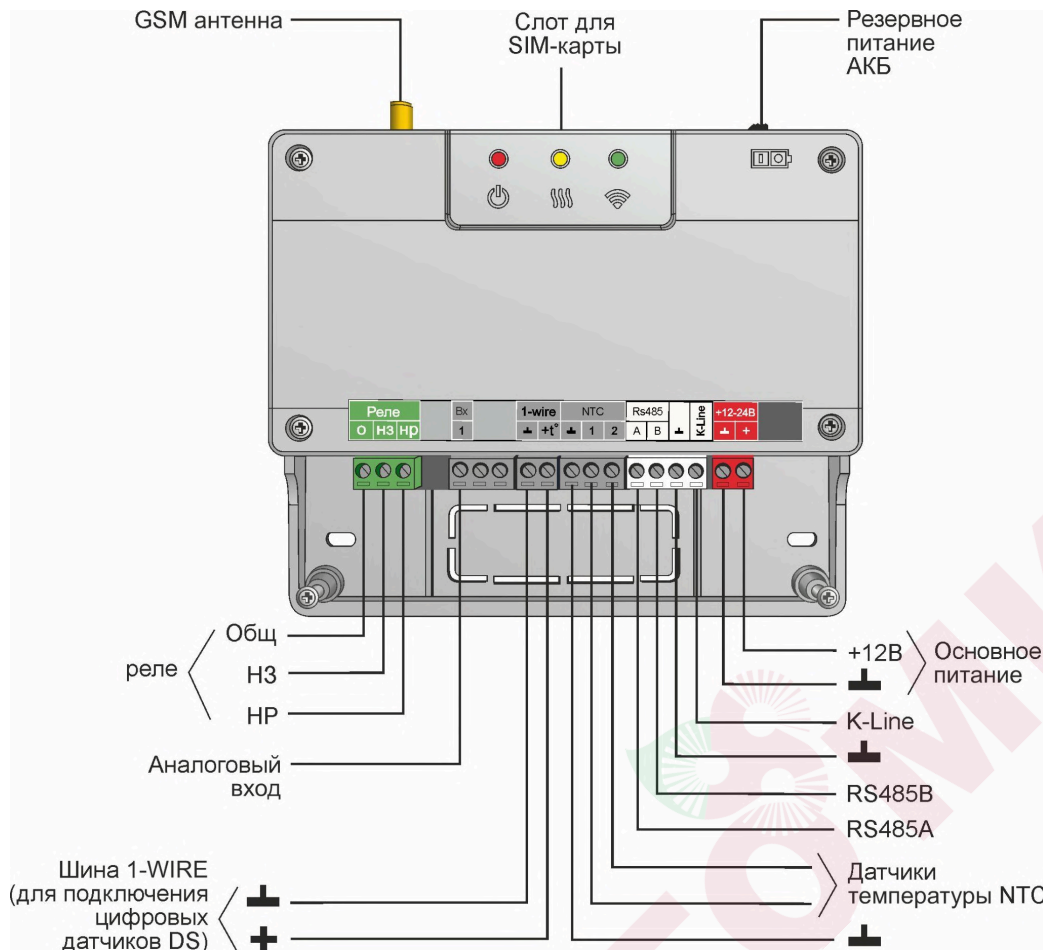 GSM антенна
Слот для
SIM-карты
Резервное
питание
АКБ
Реле
Вх
1-wire
NTC
Rs485
K-Line
+12-24В
О НЗ НР
1
+t°
1 2
A B
+
реле
Общ
НЗ
НР
Аналоговый
вход
Шина 1-WIRE
(для подключения
цифровых
датчиков DS)
+12В
Основное
питание
K-Line
RS485B
RS485A
Датчики
температуры NTC